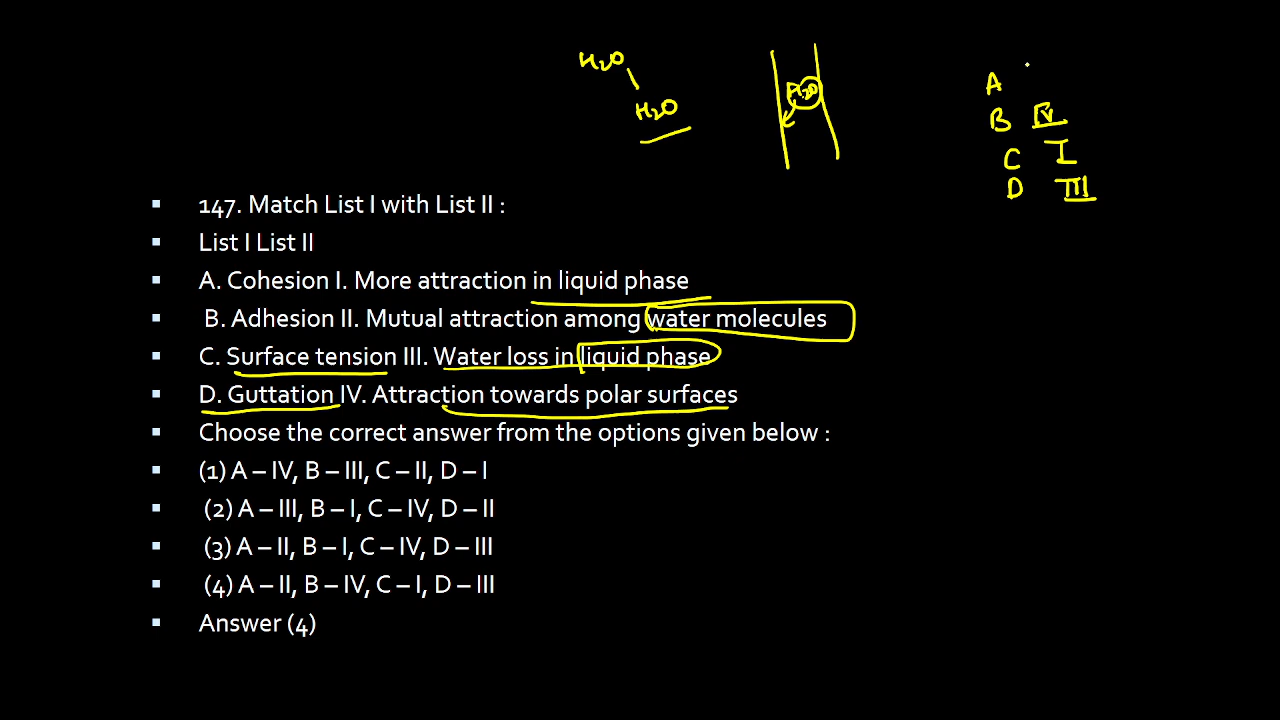 H2O
H2O
H2O
A
B IV
C I
D III
147. Match List I with List II :
List I List II
A. Cohesion I. More attraction in liquid phase
B. Adhesion II. Mutual attraction among water molecules
C. Surface tension III. Water loss in liquid phase
D. Guttation IV. Attraction towards polar surfaces
Choose the correct answer from the options given below :
(1) A – IV, B – III, C – II, D – I
(2) A – III, B – I, C – IV, D – II
(3) A – II, B – I, C – IV, D – III
(4) A – II, B – IV, C – I, D – III
Answer (4)